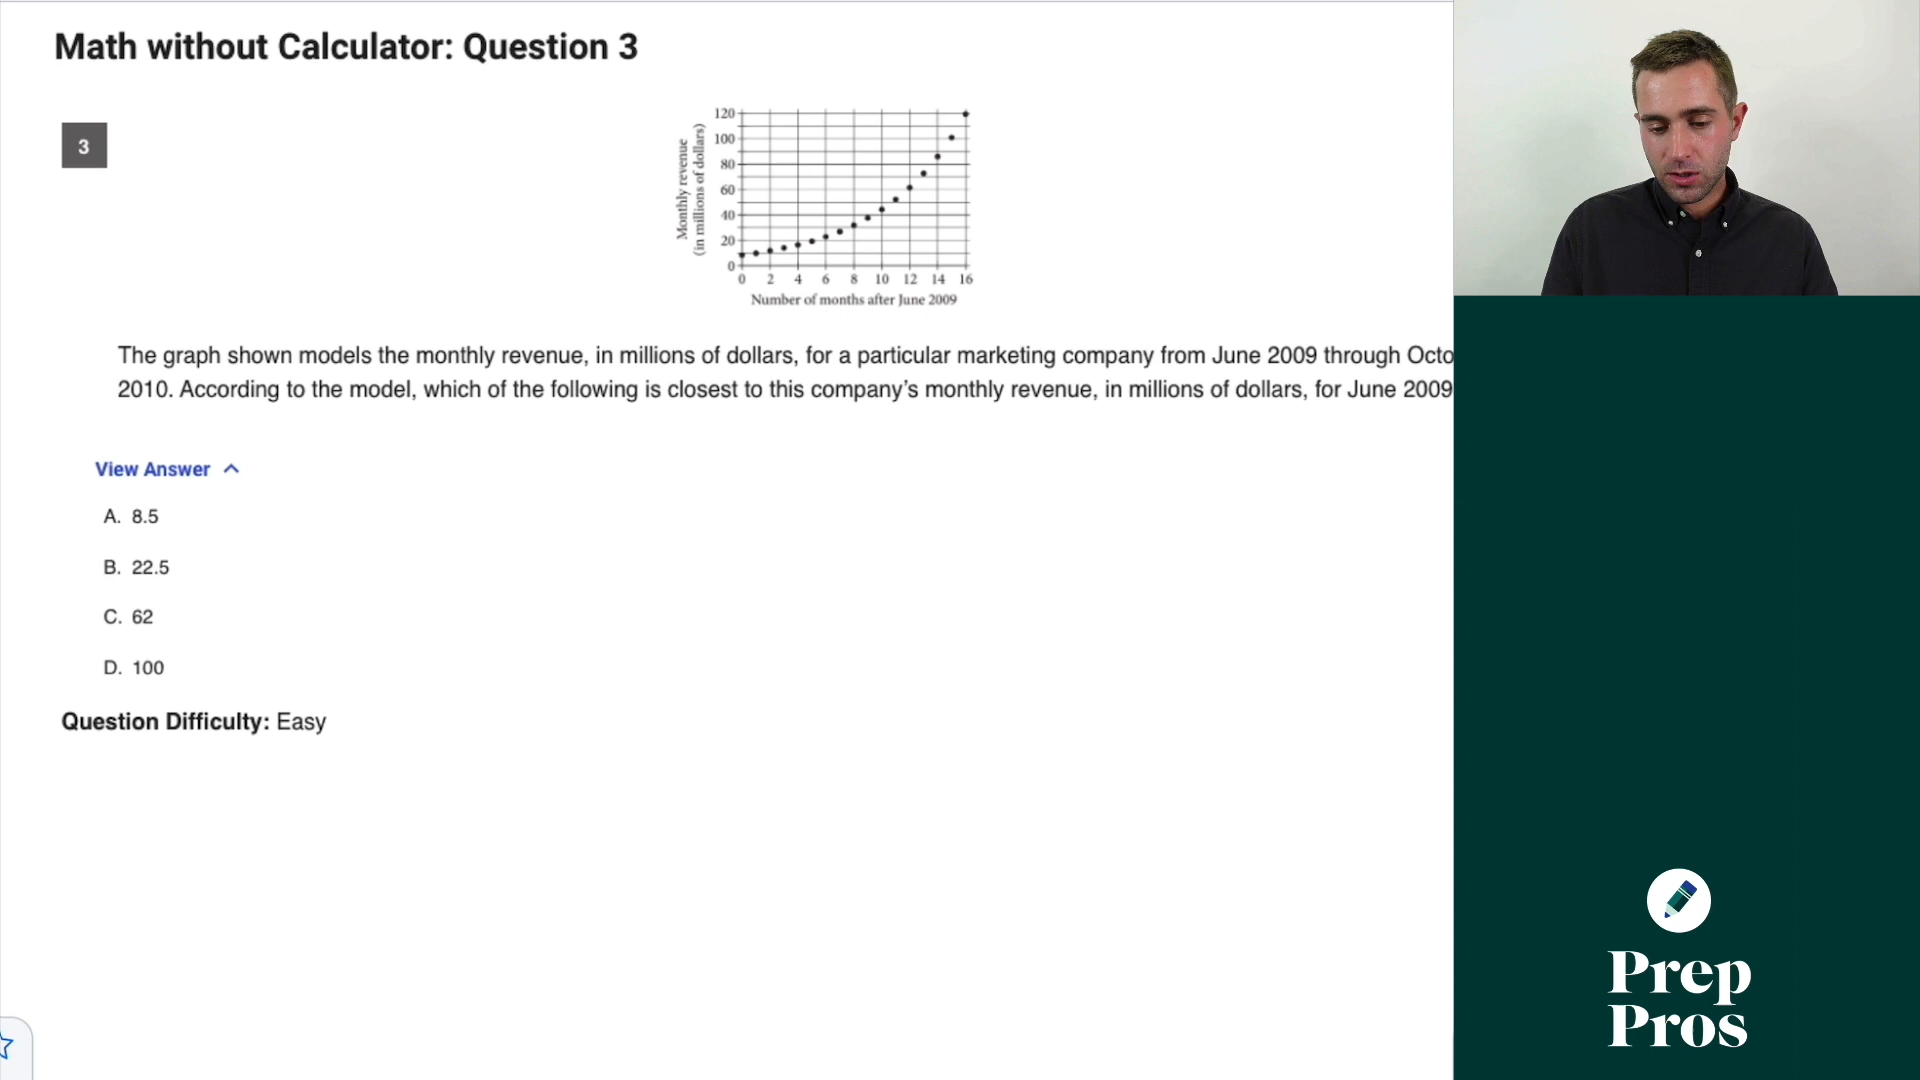 Math without Calculator: Question 3
3
Monthly revenue
(in millions of dollars)
120
100
80
60
40
20
0
0 2 4 6 8 10 12 14 16
Number of months after June 2009
The graph shown models the monthly revenue, in millions of dollars, for a particular marketing company from June 2009 through Octo
2010. According to the model, which of the following is closest to this company’s monthly revenue, in millions of dollars, for June 2009
View Answer
A. 8.5
B. 22.5
C. 62
D. 100
Question Difficulty: Easy
Prep
Pros